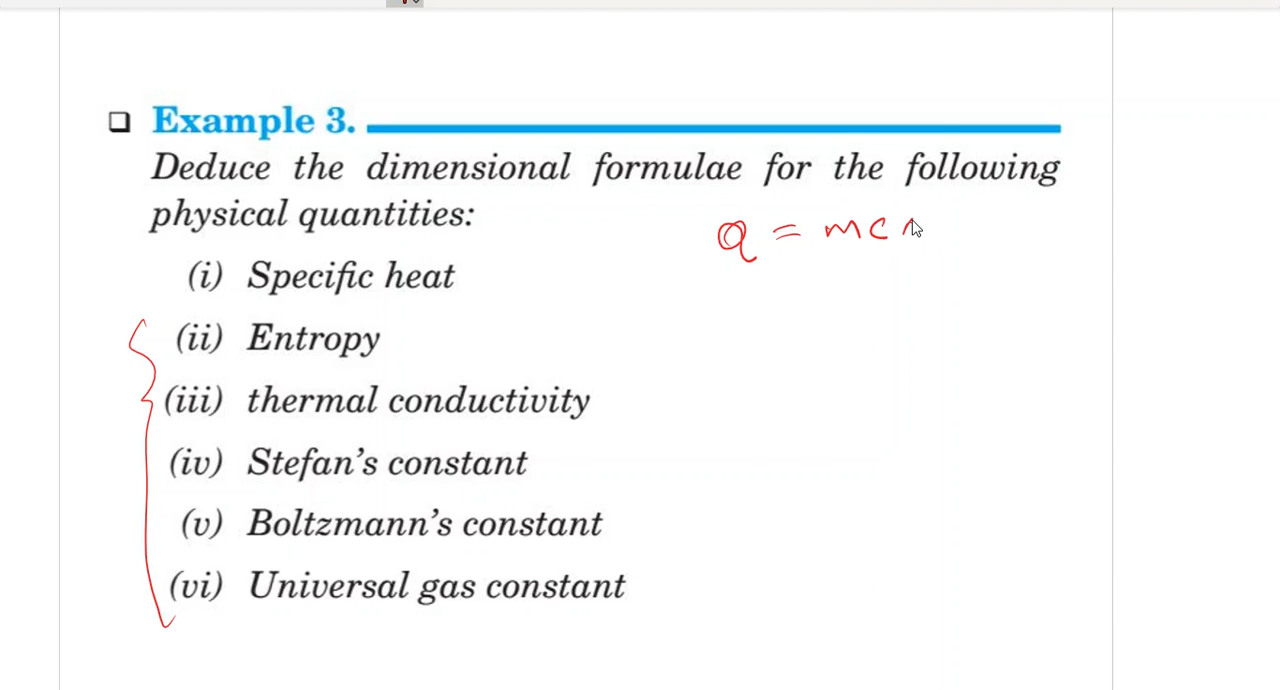 Example 3.
Deduce the dimensional formulae for the following
physical quantities:
q = mc
(i) Specific heat
(ii) Entropy
(iii) thermal conductivity
(iv) Stefan's constant
(v) Boltzmann's constant
(vi) Universal gas constant